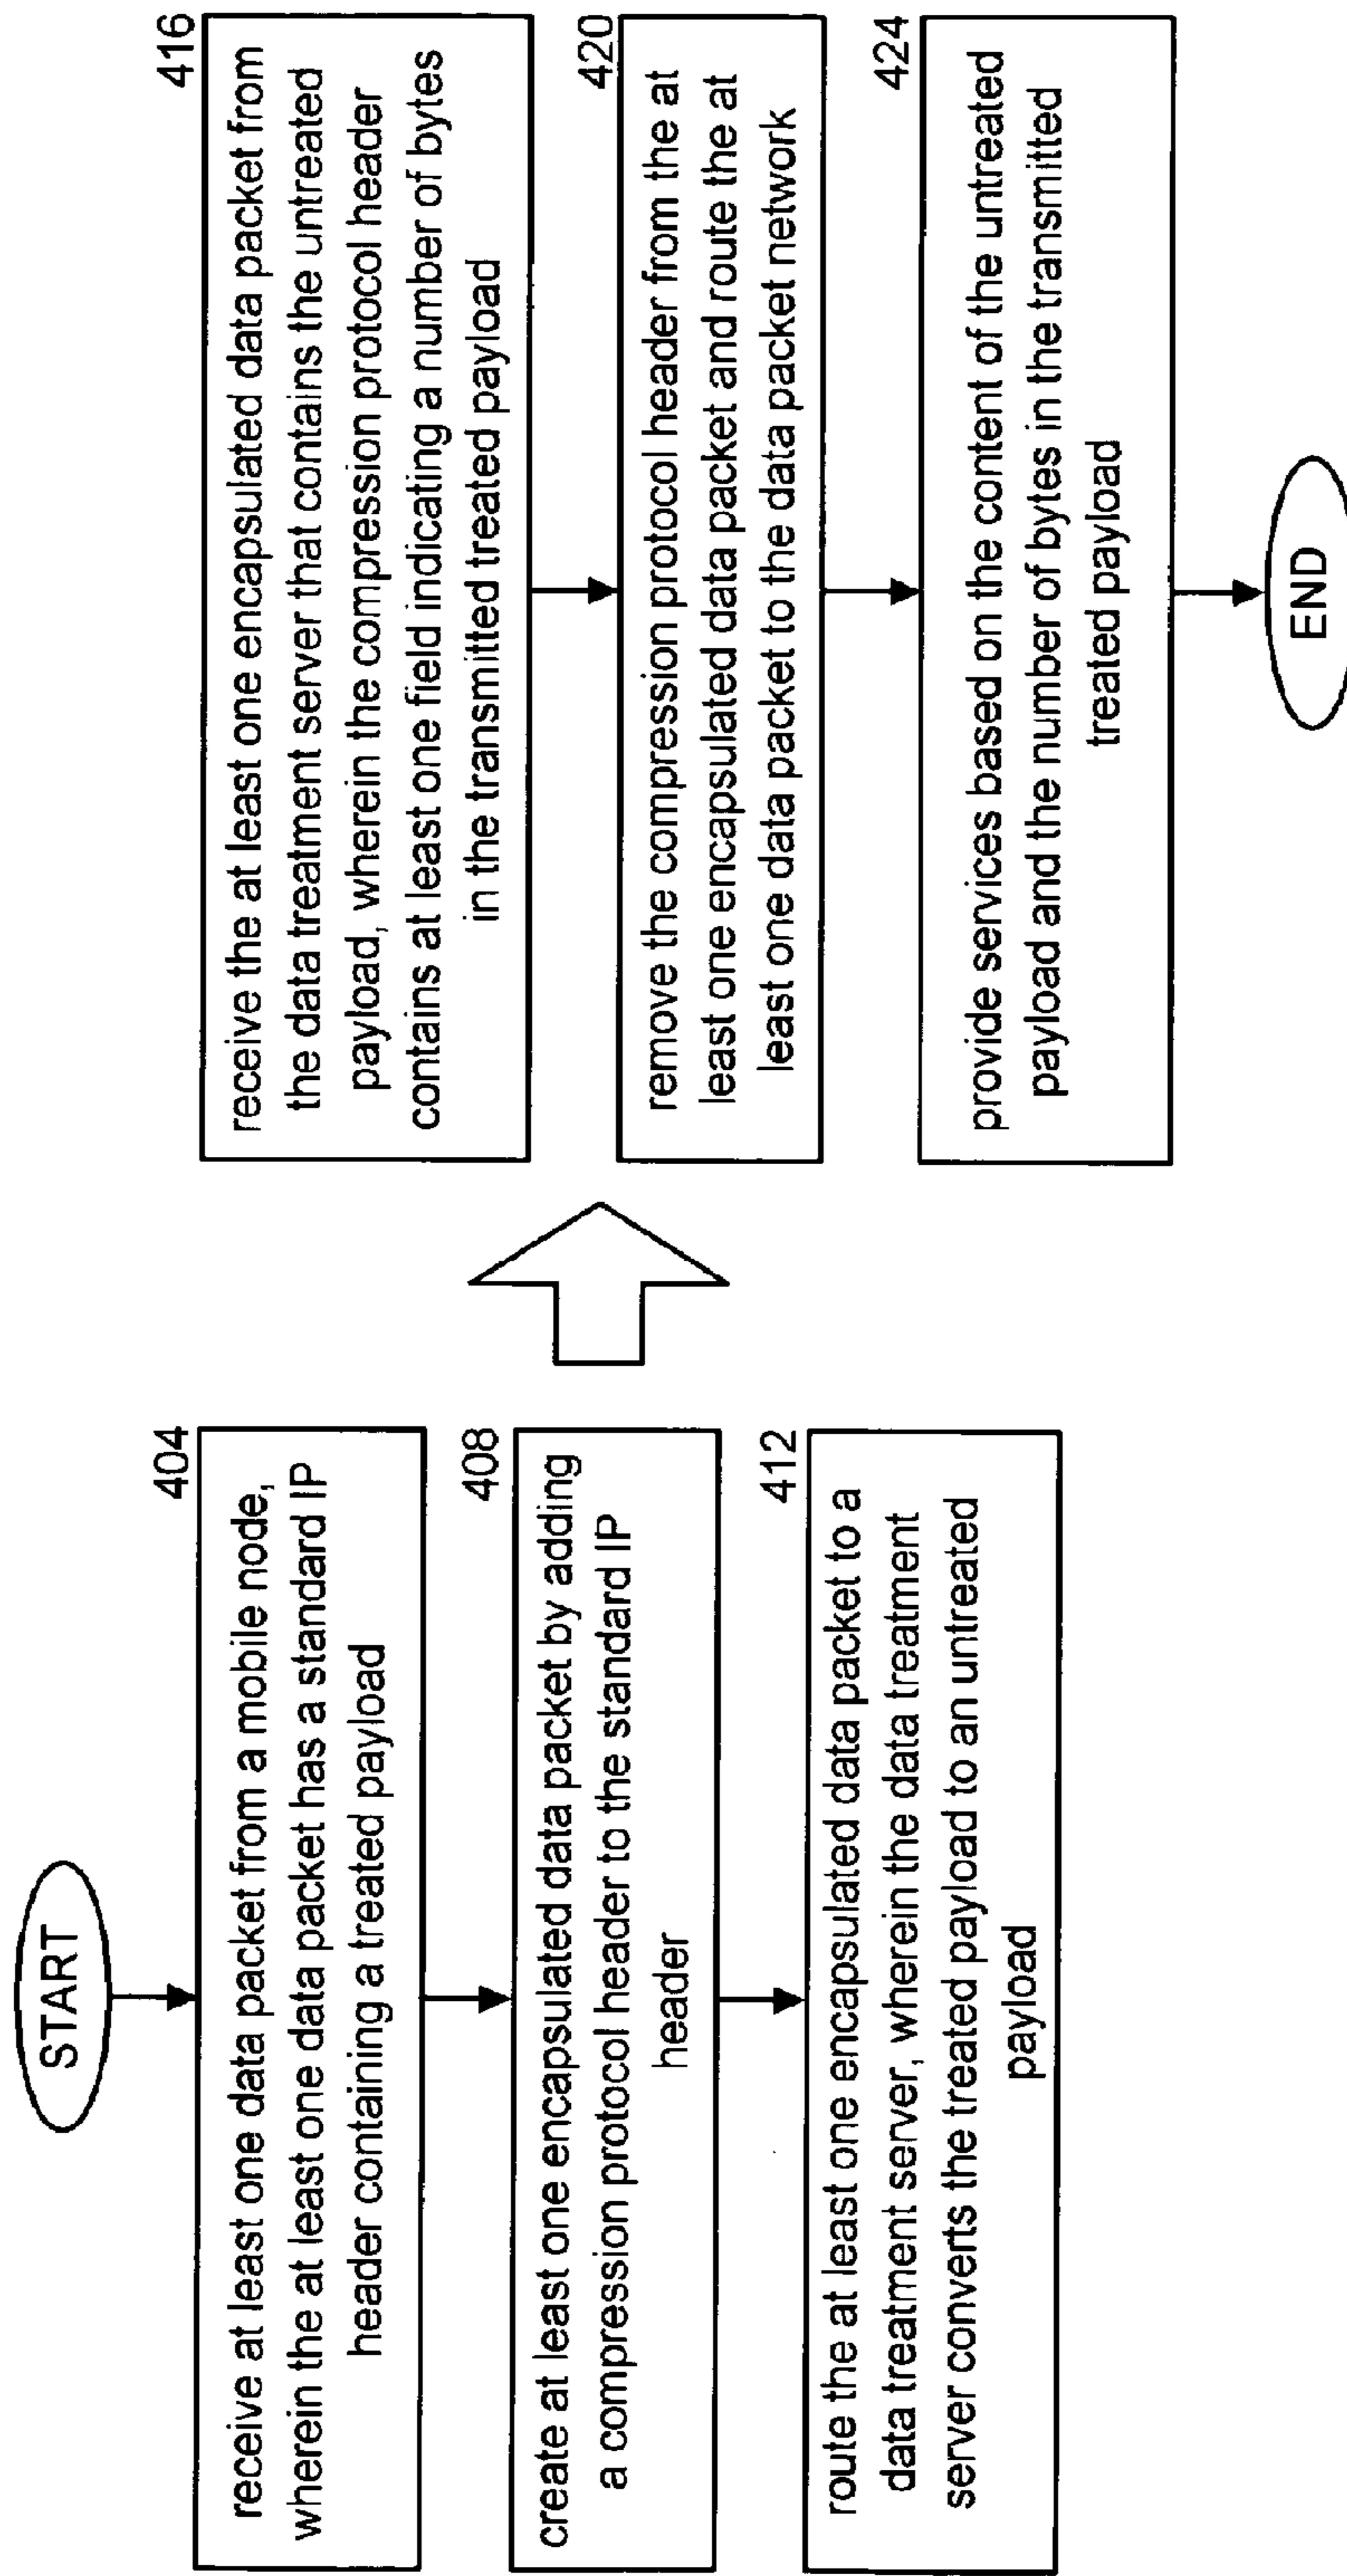 START
404
receive at least one data packet from a mobile node,
wherein the at least one data packet has a standard IP
header containing a treated payload
408
create at least one encapsulated data packet by adding
a compression protocol header to the standard IP
header
412
route the at least one encapsulated data packet to a
data treatment server, wherein the data treatment
server converts the treated payload to an untreated
payload
416
receive the at least one encapsulated data packet from
the data treatment server that contains the untreated
payload, wherein the compression protocol header
contains at least one field indicating a number of bytes
in the transmitted treated payload
420
remove the compression protocol header from the at
least one encapsulated data packet and route the at
least one data packet to the data packet network
424
provide services based on the content of the untreated
payload and the number of bytes in the transmitted
treated payload
END